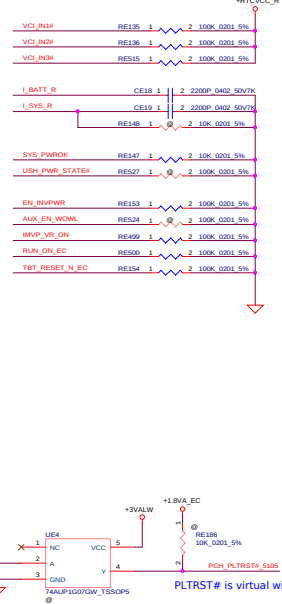 +RTCVCC_R
VCI_IN1# RE135 1 2 100K_0201_5%
VCI_IN2# RE136 1 2 100K_0201_5%
VCI_IN3# RE515 1 2 100K_0201_5%
I_BATT_R CE18 1 2 2200P_0402_50V7K
I_SYS_R CE19 1 2 2200P_0402_50V7K
RE148 1 @ 2 10K_0201_5%
SYS_PWROK RE147 1 2 10K_0201_5%
USH_PWR_STATE# RE527 1 @ 2 100K_0201_5%
EN_INVPWR RE153 1 2 100K_0201_5%
AUX_EN_WOWL RE524 1 @ 2 100K_0201_5%
IMVP_VR_ON RE499 1 2 100K_0201_5%
RUN_ON_EC RE500 1 2 100K_0201_5%
TBT_RESET_N_EC RE154 1 2 100K_0201_5%
+1.8VA_EC
+3VALW
UE4
1 NC VCC 5
2 A
3 GND Y 4
74AUP1G07GW_TSSOP5
@
1
@
RE186
10K_0201_5%
2
PCH_PLTRST#_5105
PLTRST# is virtual wi